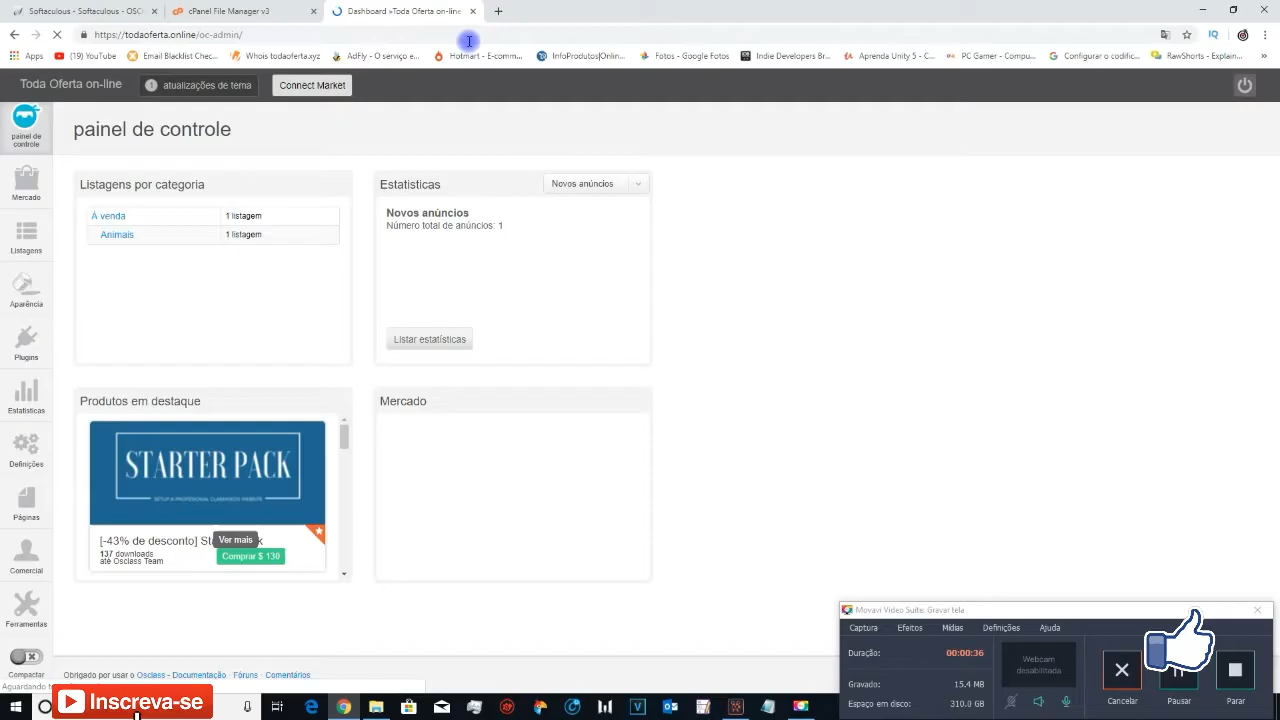 Softaculous - Softaculous - OSC
cPanel File Manager v3
Dashboard »Toda Oferta on-line
https://todaoferta.online/oc-admin/
Apps
(19) YouTube
Email Blacklist Chec...
Whois todaoferta.xyz
AdFly - O serviço e...
Hotmart - E-comm...
InfoProdutos|Onlin...
Fotos - Google Fotos
Indie Developers Br...
Aprenda Unity 5 —...
PC Gamer - Compu...
Configurar o codific...
RawShorts - Explain...
Toda Oferta on-line
1 atualizações de tema
Connect Market
painel de controle
painel de controle
Mercado
Listagens
Aparência
Plugins
Estatísticas
Definições
Páginas
Comercial
Ferramentas
Compactar
Listagens por categoria
À venda 1 listagem
Animais 1 listagem
Estatísticas
Novos anúncios
Novos anúncios
Número total de anúncios: 1
Listar estatísticas
Produtos em destaque
STARTER PACK
[-43% de desconto]
Ver mais
137 downloads
até Osclass Team
Comprar $ 130
Mercado
Obrigado por usar o Osclass - Documentação · Fóruns · Comentários
Inscreva-se
Movavi Video Suite: Gravar tela
Captura Efeitos Mídias Definições Ajuda
Duração: 00:00:36
Webcam desabilitada
Gravado: 15.4 MB
Espaço em disco: 310.0 GB
Cancelar Pausar Parar